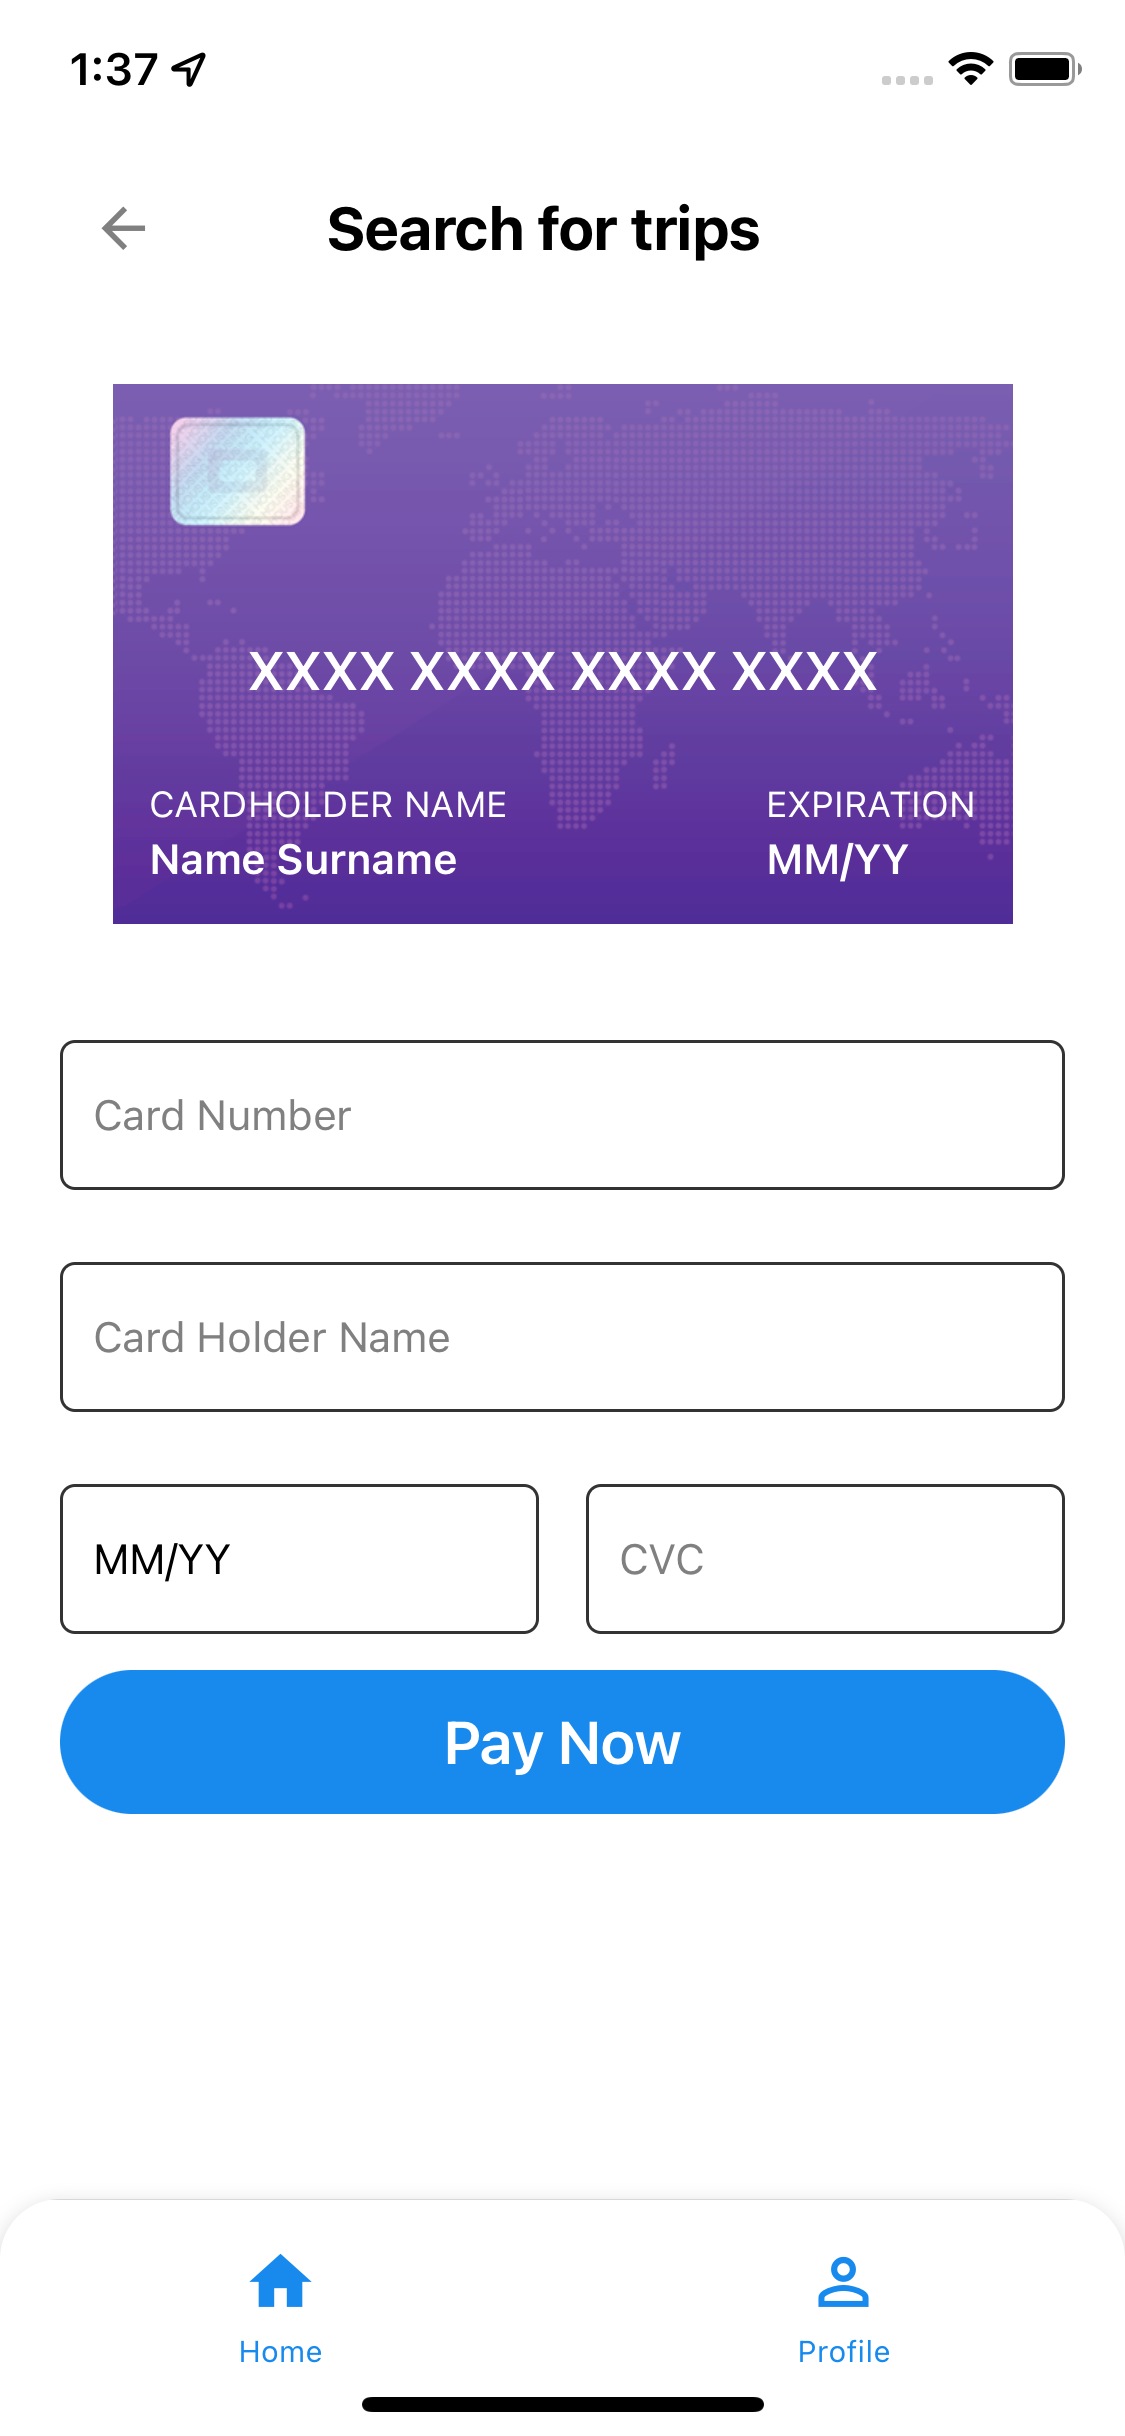 1:37
Search for trips
XXXX XXXX XXXX XXXX
CARDHOLDER NAME EXPIRATION
Name Surname MM/YY
Card Number
Card Holder Name
MM/YY CVC
Pay Now
Home Profile